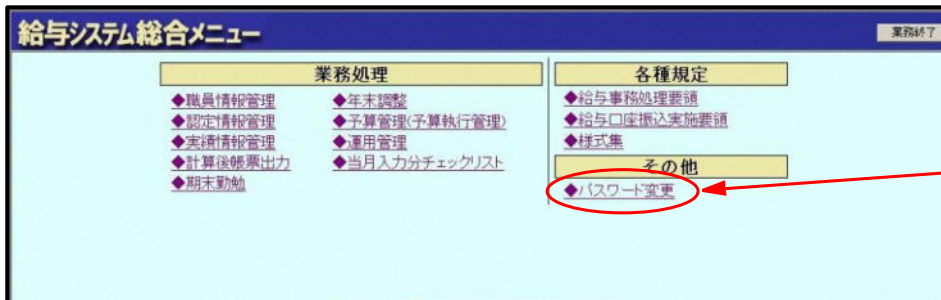 給与システム総合メニュー
業務終了
業務処理
◆職員情報管理
◆認定情報管理
◆実績情報管理
◆計算後帳票出力
◆期末勤勉
◆年末調整
◆予算管理(予算執行管理)
◆運用管理
◆当月入力分チェックリスト
各種規定
◆給与事務処理要領
◆給与口座振込実施要領
◆様式集
その他
◆パスワード変更